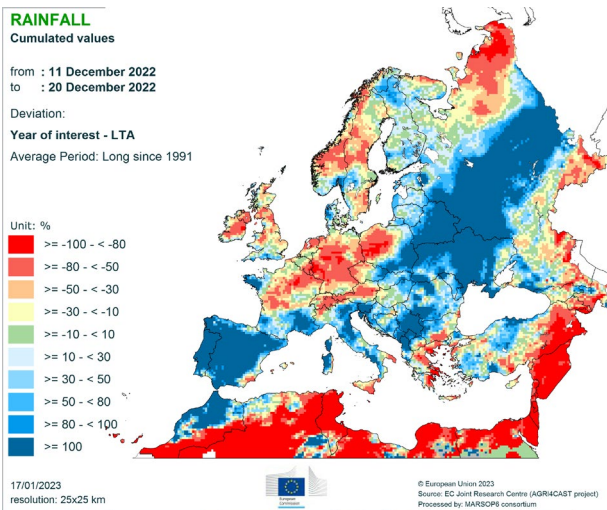 RAINFALL
Cumulated values
from : 11 December 2022
to : 20 December 2022
Deviation:
Year of interest - LTA
Average Period: Long since 1991
Unit: %
>= -100 - < -80
>= -80 - < -50
>= -50 - < -30
>= -30 - < -10
>= -10 - < 10
>= 10 - < 30
>= 30 - < 50
>= 50 - < 80
>= 80 - < 100
>= 100
17/01/2023
resolution: 25x25 km
European
Commission
© European Union 2023
Source: EC Joint Research Centre (AGRI4CAST project)
Processed by: MARSOP6 consortium